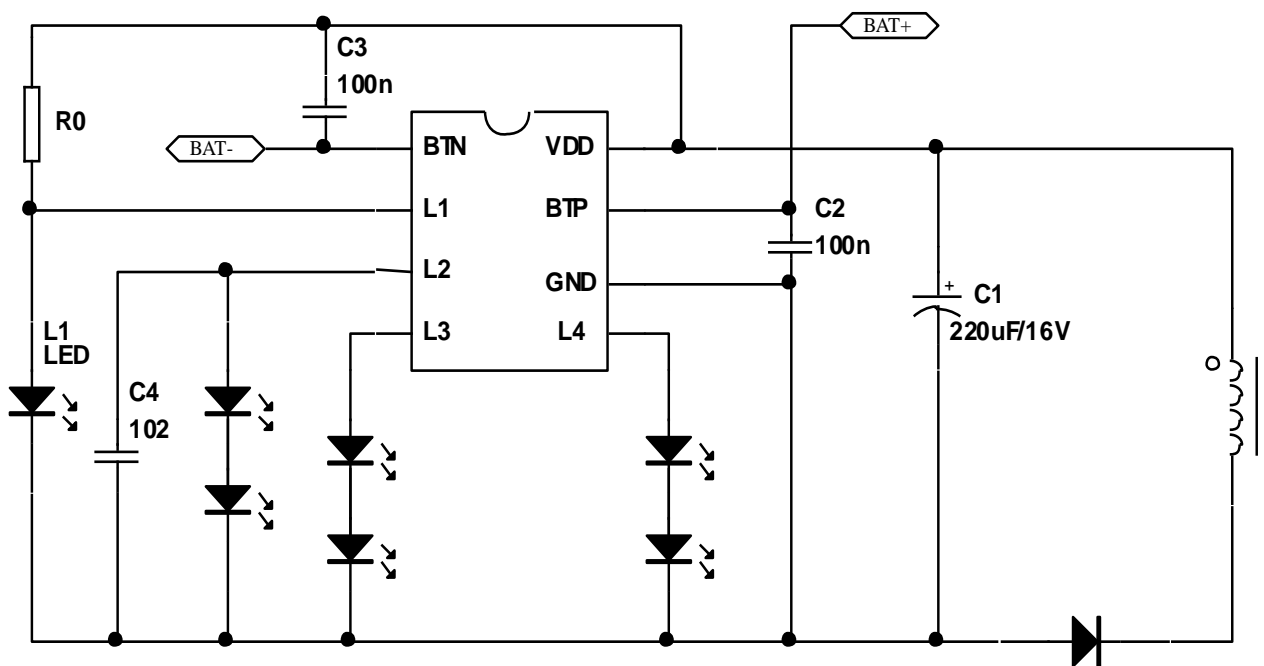 BAT+
C3
100n
R0
BAT-
BTN
VDD
L1
BTP
C2
100n
L2
GND
C1
+
220uF/16V
L1
LED
L3
L4
C4
102